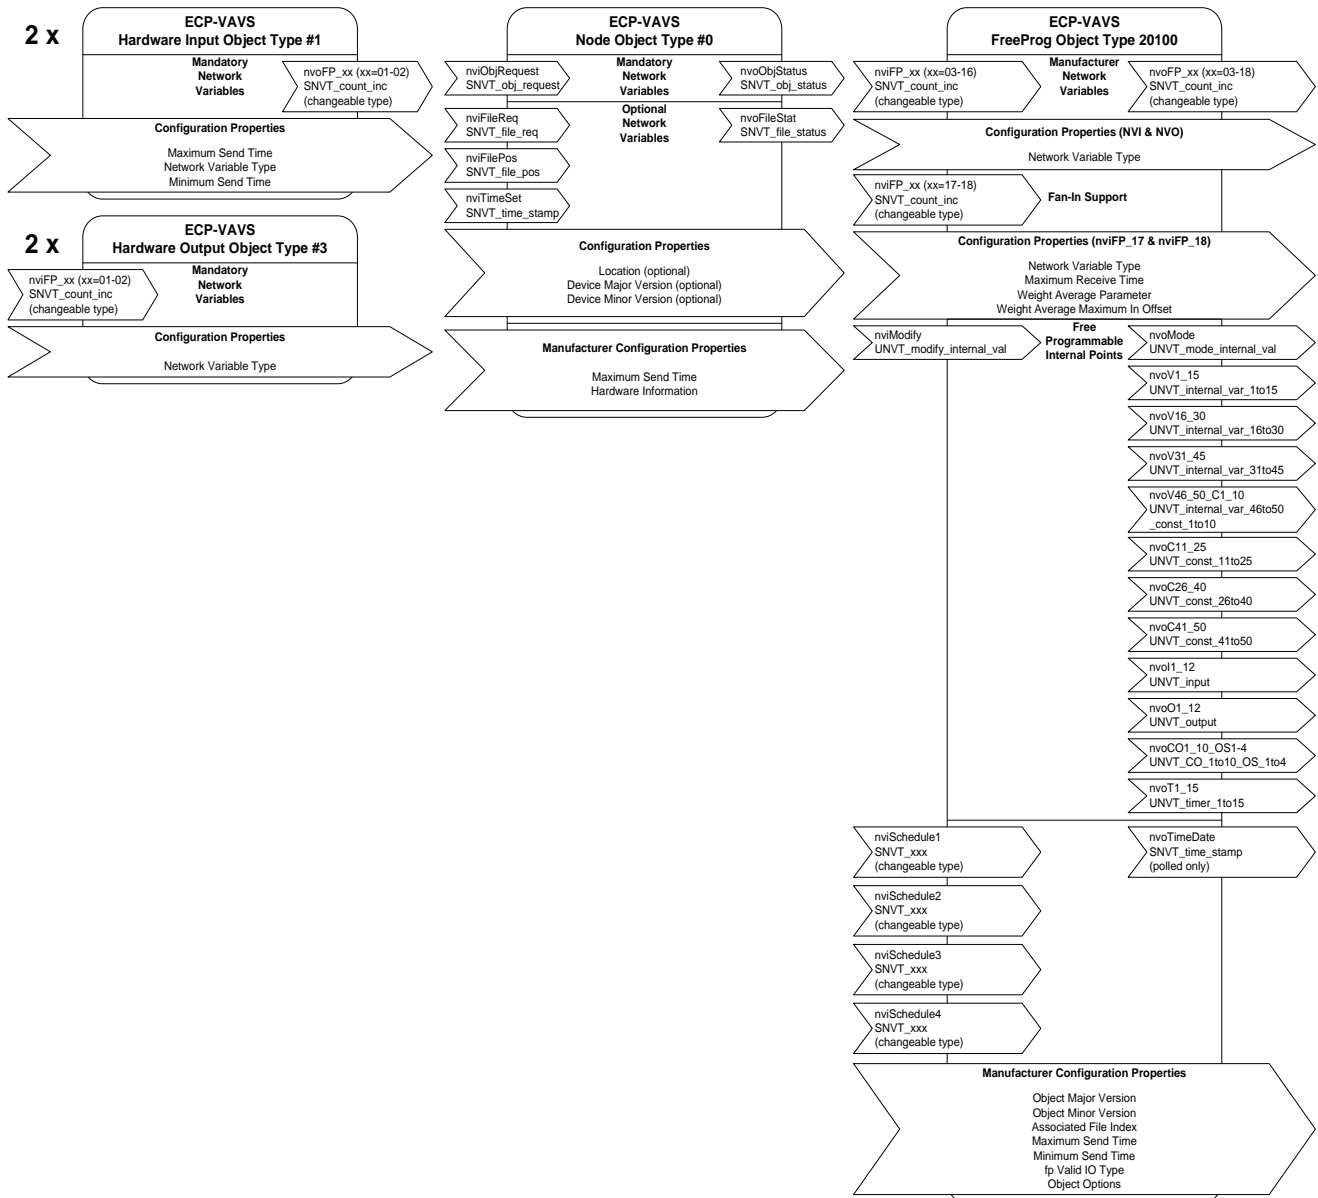 2 x
ECP-VAVS
Hardware Input Object Type #1
Mandatory
Network
Variables
nvoFP_xx (xx=01-02)
SNVT_count_inc
(changeable type)
Configuration Properties
Maximum Send Time
Network Variable Type
Minimum Send Time
2 x
ECP-VAVS
Hardware Output Object Type #3
nviFP_xx (xx=01-02)
SNVT_count_inc
(changeable type)
Mandatory
Network
Variables
Configuration Properties
Network Variable Type
ECP-VAVS
Node Object Type #0
nviObjRequest
SNVT_obj_request
Mandatory
Network
Variables
nvoObjStatus
SNVT_obj_status
nviFileReq
SNVT_file_req
Optional
Network
Variables
nvoFileStat
SNVT_file_status
nviFilePos
SNVT_file_pos
nviTimeSet
SNVT_time_stamp
Configuration Properties
Location (optional)
Device Major Version (optional)
Device Minor Version (optional)
Manufacturer Configuration Properties
Maximum Send Time
Hardware Information
ECP-VAVS
FreeProg Object Type 20100
nviFP_xx (xx=03-16)
SNVT_count_inc
(changeable type)
Manufacturer
Network
Variables
nvoFP_xx (xx=03-18)
SNVT_count_inc
(changeable type)
Configuration Properties (NVI & NVO)
Network Variable Type
nviFP_xx (xx=17-18)
SNVT_count_inc
(changeable type)
Fan-In Support
Configuration Properties (nviFP_17 & nviFP_18)
Network Variable Type
Maximum Receive Time
Weight Average Parameter
Weight Average Maximum In Offset
nviModify
UNVT_modify_internal_val
Free
Programmable
Internal Points
nvoMode
UNVT_mode_internal_val
nvoV1_15
UNVT_internal_var_1to15
nvoV16_30
UNVT_internal_var_16to30
nvoV31_45
UNVT_internal_var_31to45
nvoV46_50_C1_10
UNVT_internal_var_46to50
_const_1to10
nvoC11_25
UNVT_const_11to25
nvoC26_40
UNVT_const_26to40
nvoC41_50
UNVT_const_41to50
nvoI1_12
UNVT_input
nvoO1_12
UNVT_output
nvoCO1_10_OS1-4
UNVT_CO_1to10_OS_1to4
nvoT1_15
UNVT_timer_1to15
nviSchedule1
SNVT_xxx
(changeable type)
nvoTimeDate
SNVT_time_stamp
(polled only)
nviSchedule2
SNVT_xxx
(changeable type)
nviSchedule3
SNVT_xxx
(changeable type)
nviSchedule4
SNVT_xxx
(changeable type)
Manufacturer Configuration Properties
Object Major Version
Object Minor Version
Associated File Index
Maximum Send Time
Minimum Send Time
fp Valid IO Type
Object Options